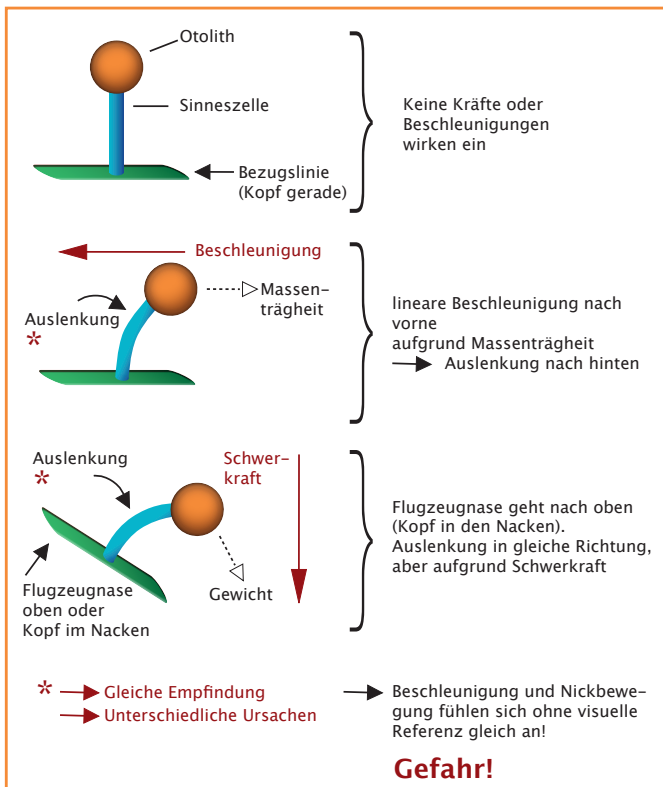 Otolith
Sinneszelle
Bezugslinie
(Kopf gerade)
Keine Kräfte oder
Beschleunigungen
wirken ein
Beschleunigung
Massen-
trägheit
Auslenkung
*
lineare Beschleunigung nach
vorne
aufgrund Massenträgheit
Auslenkung nach hinten
Auslenkung
*
Schwer-
kraft
Gewicht
Flugzeugnase
oben oder
Kopf im Nacken
Flugzeugnase geht nach oben
(Kopf in den Nacken).
Auslenkung in gleiche Richtung,
aber aufgrund Schwerkraft
* Gleiche Empfindung
Unterschiedliche Ursachen
Beschleunigung und Nickbewe-
gung fühlen sich ohne visuelle
Referenz gleich an!
Gefahr!